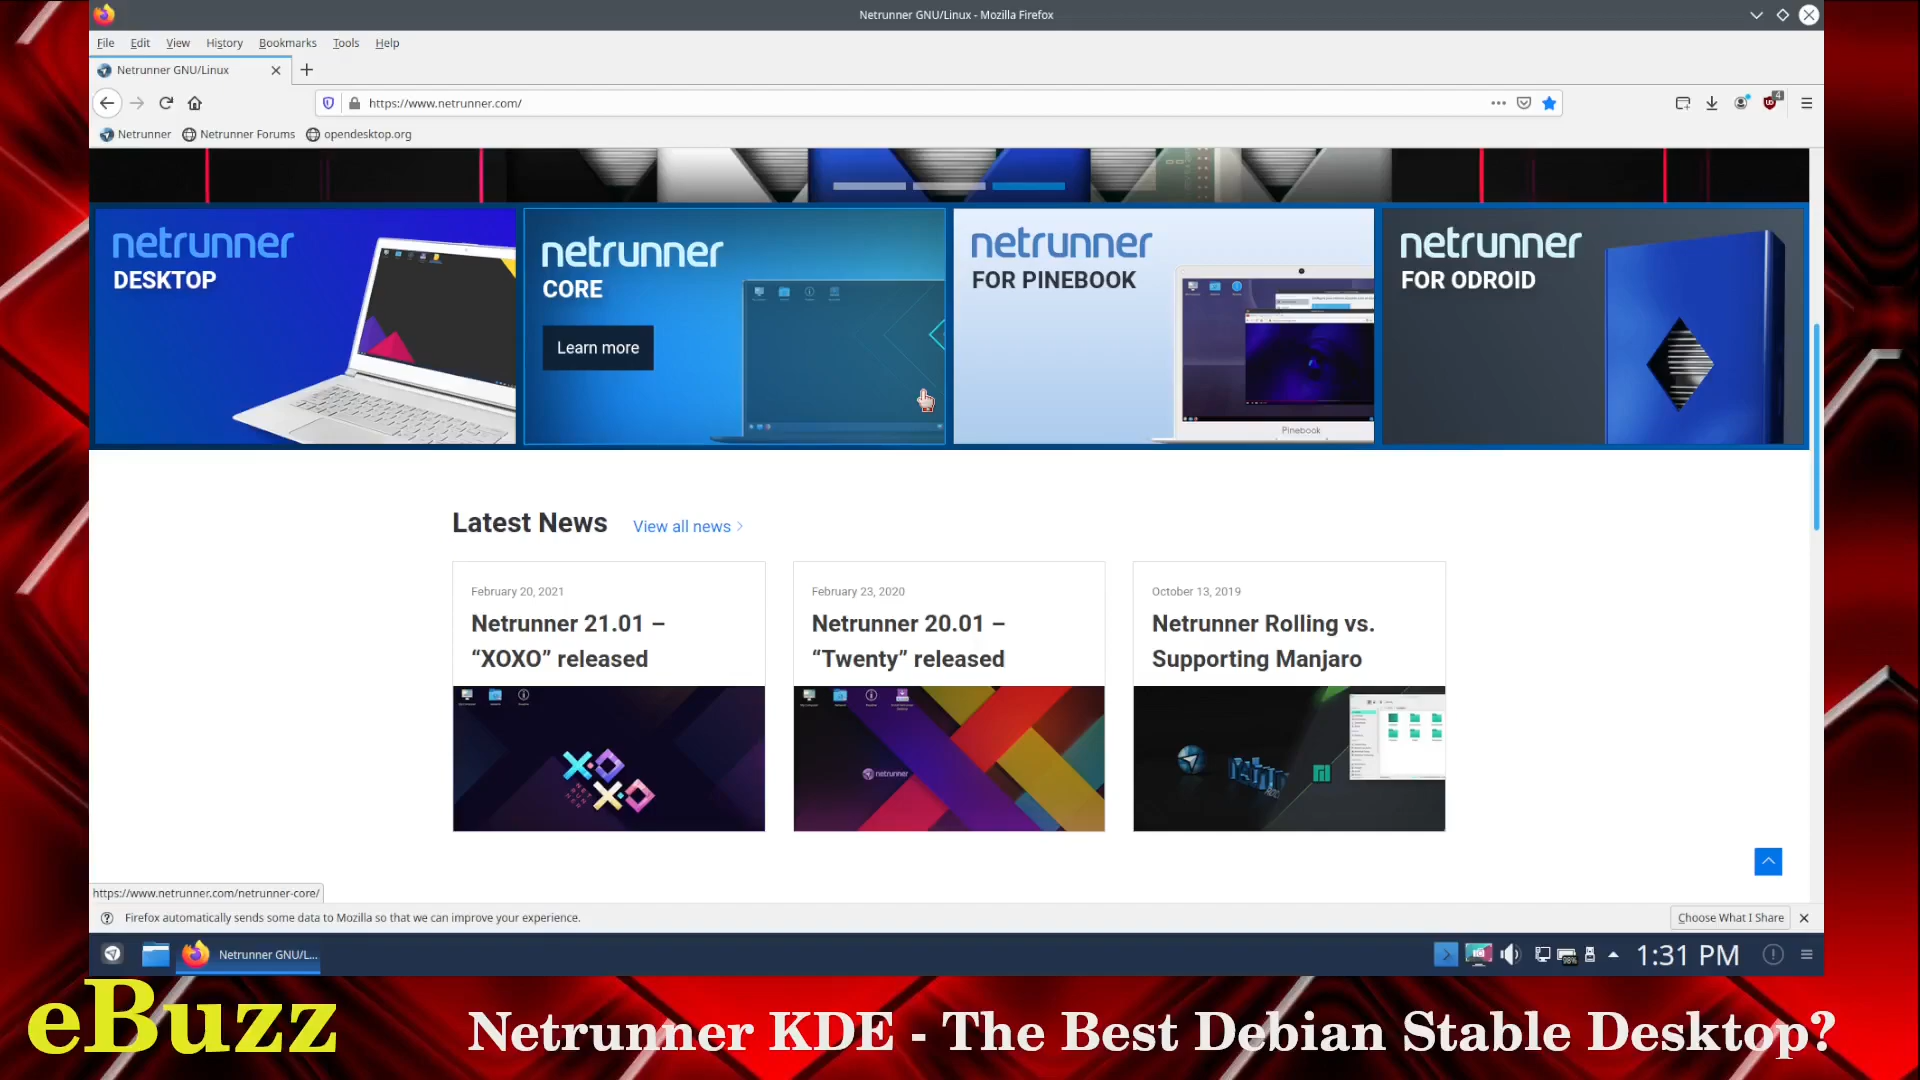 Netrunner GNU/Linux - Mozilla Firefox
File Edit View History Bookmarks Tools Help
Netrunner GNU/Linux
https://www.netrunner.com/
4
Netrunner Netrunner Forums opendesktop.org
netrunner
DESKTOP
netrunner
CORE
Learn more
netrunner
FOR PINEBOOK
Pinebook
netrunner
FOR ODROID
Latest News View all news
February 20, 2021
Netrunner 21.01 –
“XOXO” released
February 23, 2020
Netrunner 20.01 –
“Twenty” released
netrunner
October 13, 2019
Netrunner Rolling vs.
Supporting Manjaro
https://www.netrunner.com/netrunner-core/
Firefox automatically sends some data to Mozilla so that we can improve your experience.
Choose What I Share
Netrunner GNU/L...
98%
1:31 PM
eBuzz
Netrunner KDE - The Best Debian Stable Desktop?